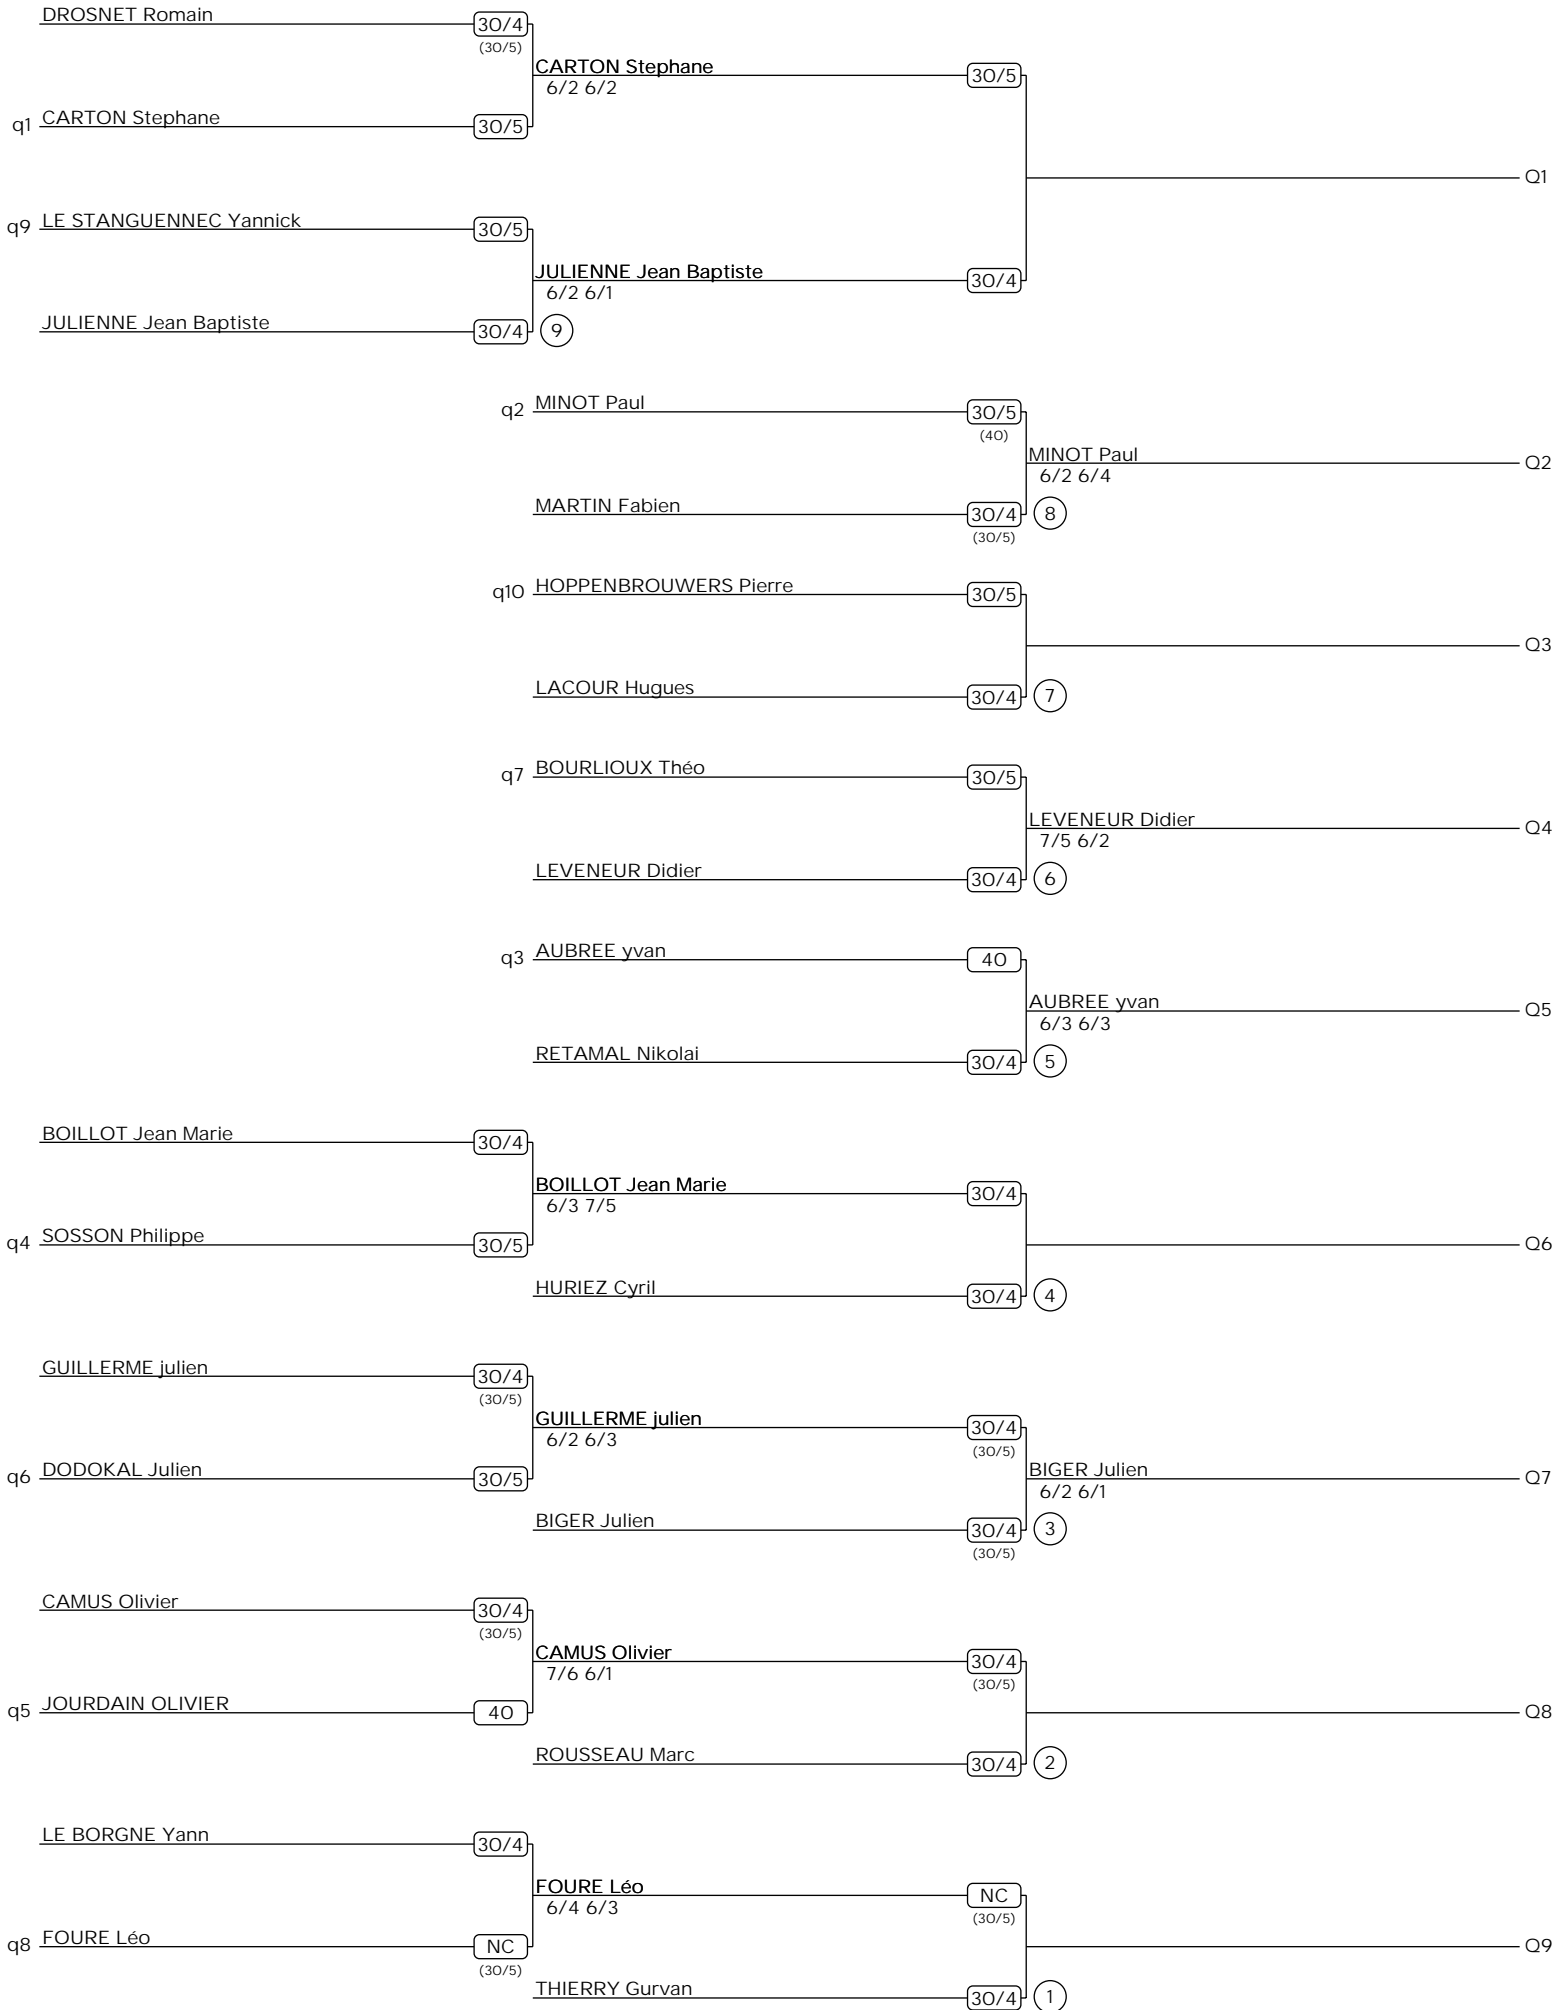 DROSNET Romain 30/4
(30/5)
CARTON Stephane 30/5
6/2 6/2
q1 CARTON Stephane 30/5
Q1
q9 LE STANGUENNEC Yannick 30/5
JULIENNE Jean Baptiste 30/4
6/2 6/1
JULIENNE Jean Baptiste 30/4 9
q2 MINOT Paul 30/5
(40)
MINOT Paul Q2
6/2 6/4
MARTIN Fabien 30/4 8
(30/5)
q10 HOPPENBROUWERS Pierre 30/5
Q3
LACOUR Hugues 30/4 7
q7 BOURLIOUX Théo 30/5
LEVENEUR Didier Q4
7/5 6/2
LEVENEUR Didier 30/4 6
q3 AUBREE yvan 40
AUBREE yvan Q5
6/3 6/3
RETAMAL Nikolai 30/4 5
BOILLOT Jean Marie 30/4
BOILLOT Jean Marie 30/4
6/3 7/5
q4 SOSSON Philippe 30/5
Q6
HURIEZ Cyril 30/4 4
GUILLERME julien 30/4
(30/5)
GUILLERME julien 30/4
6/2 6/3
(30/5)
q6 DODOKAL Julien 30/5
BIGER Julien Q7
6/2 6/1
BIGER Julien 30/4 3
(30/5)
CAMUS Olivier 30/4
(30/5)
CAMUS Olivier 30/4
7/6 6/1
(30/5)
q5 JOURDAIN OLIVIER 40
Q8
ROUSSEAU Marc 30/4 2
LE BORGNE Yann 30/4
FOURE Léo NC
6/4 6/3
(30/5)
q8 FOURE Léo NC
(30/5)
Q9
THIERRY Gurvan 30/4 1